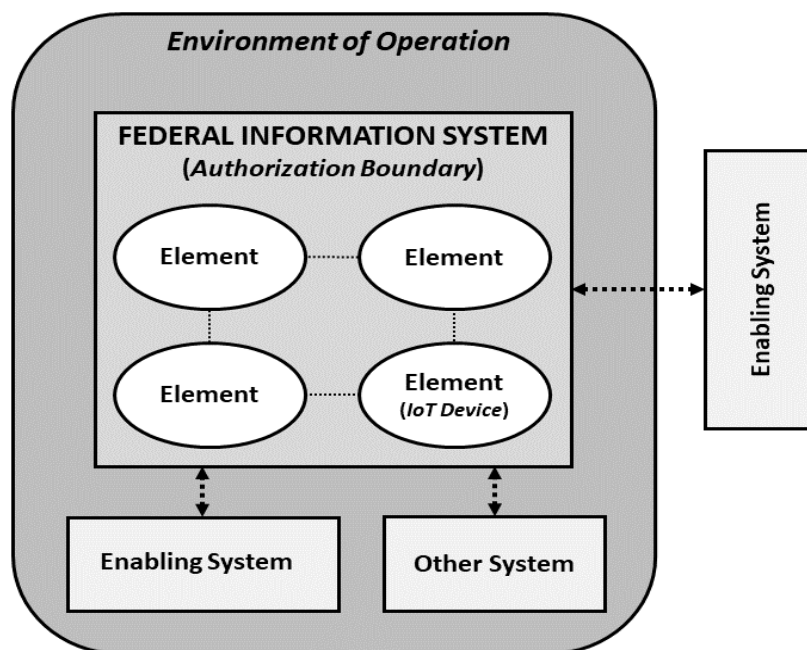 Environment of Operation
FEDERAL INFORMATION SYSTEM
(Authorization Boundary)
Element
Element
Element
Element
(IoT Device)
Enabling System
Enabling System
Other System